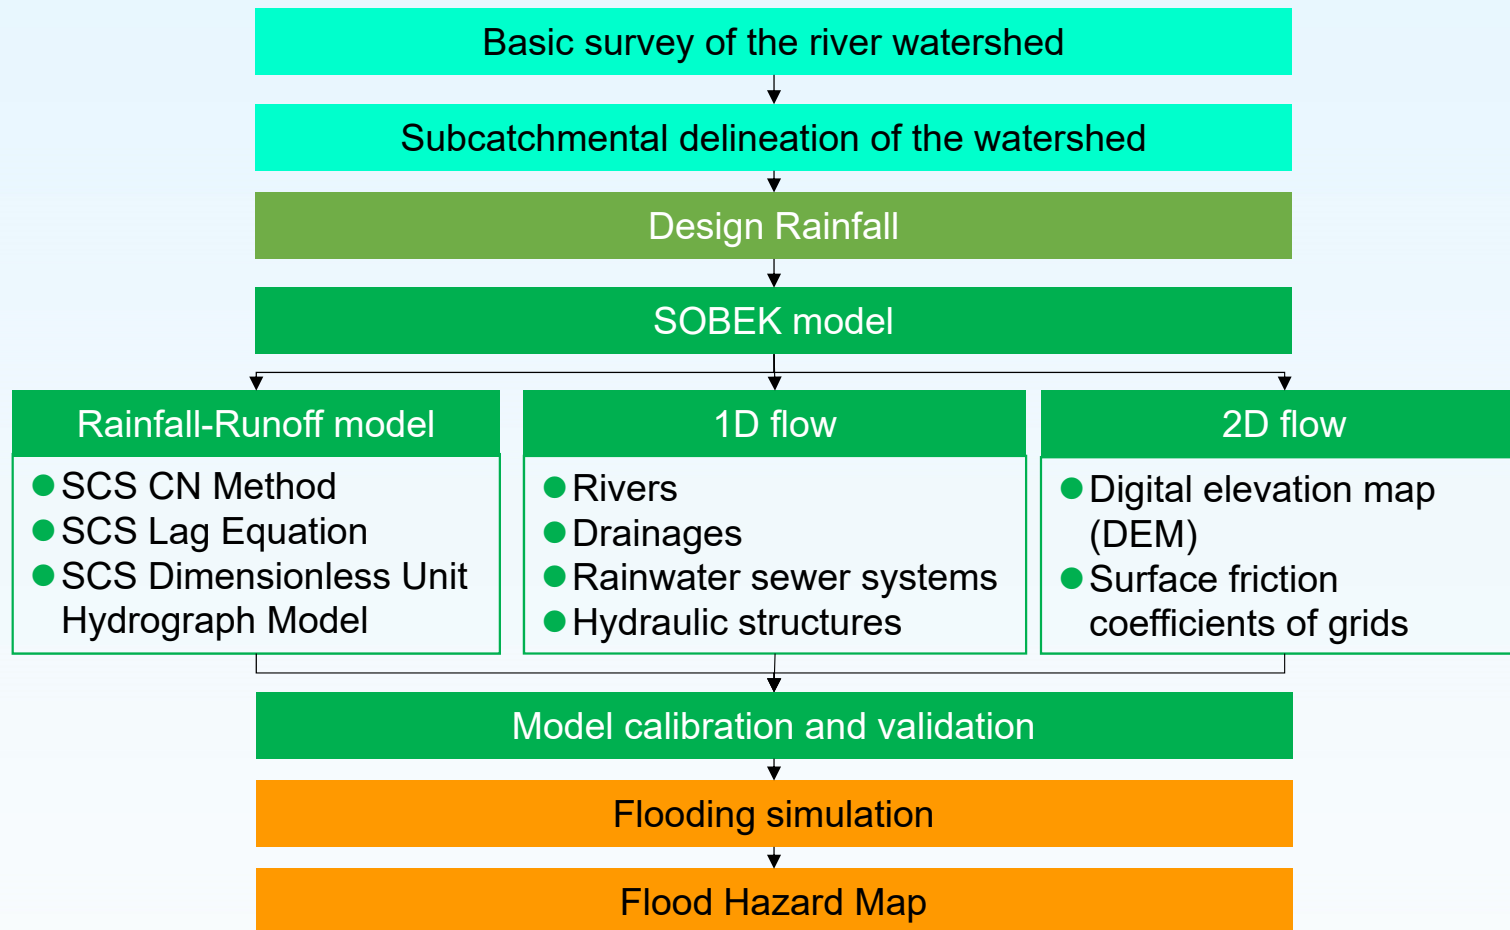 Basic survey of the river watershed
Subcatchmental delineation of the watershed
Design Rainfall
SOBEK model
Rainfall-Runoff model
SCS CN Method
SCS Lag Equation
SCS Dimensionless Unit
Hydrograph Model
1D flow
Rivers
Drainages
Rainwater sewer systems
Hydraulic structures
2D flow
Digital elevation map
(DEM)
Surface friction
coefficients of grids
Model calibration and validation
Flooding simulation
Flood Hazard Map